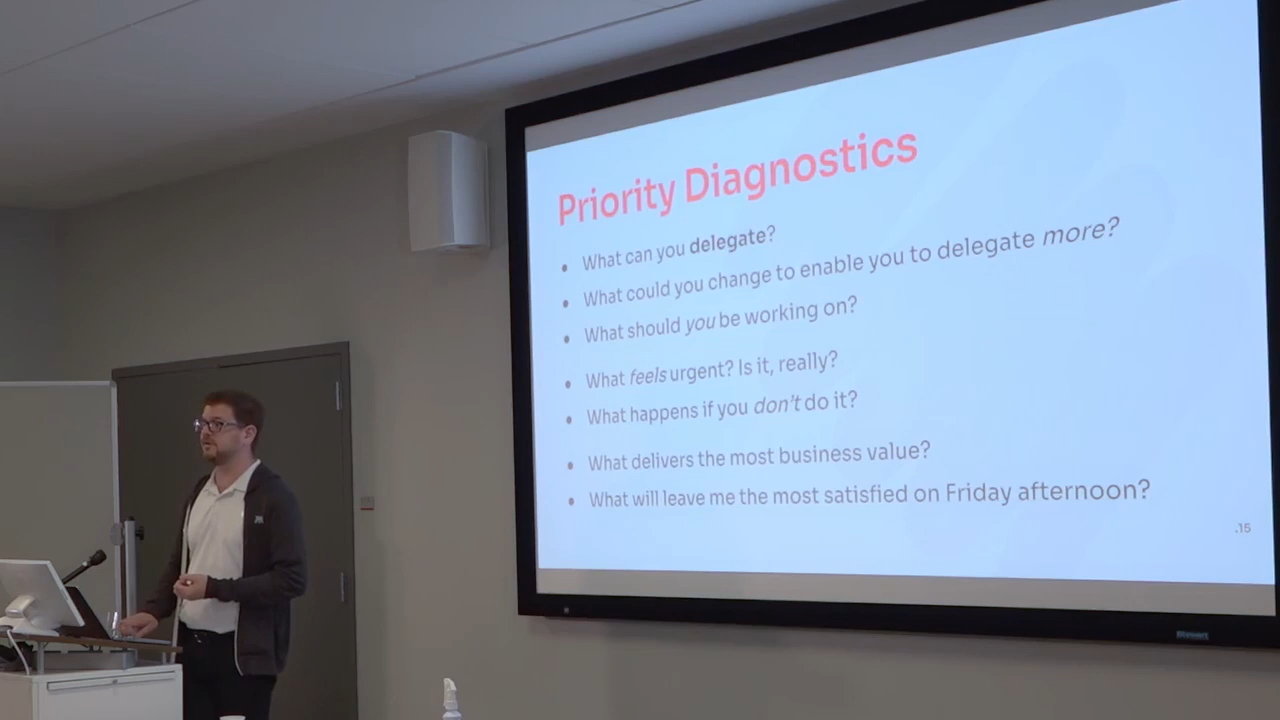 Priority Diagnostics
• What can you delegate?
• What could you change to enable you to delegate more?
• What should you be working on?
• What feels urgent? Is it, really?
• What happens if you don't do it?
• What delivers the most business value?
• What will leave me the most satisfied on Friday afternoon?
.15
Stewart